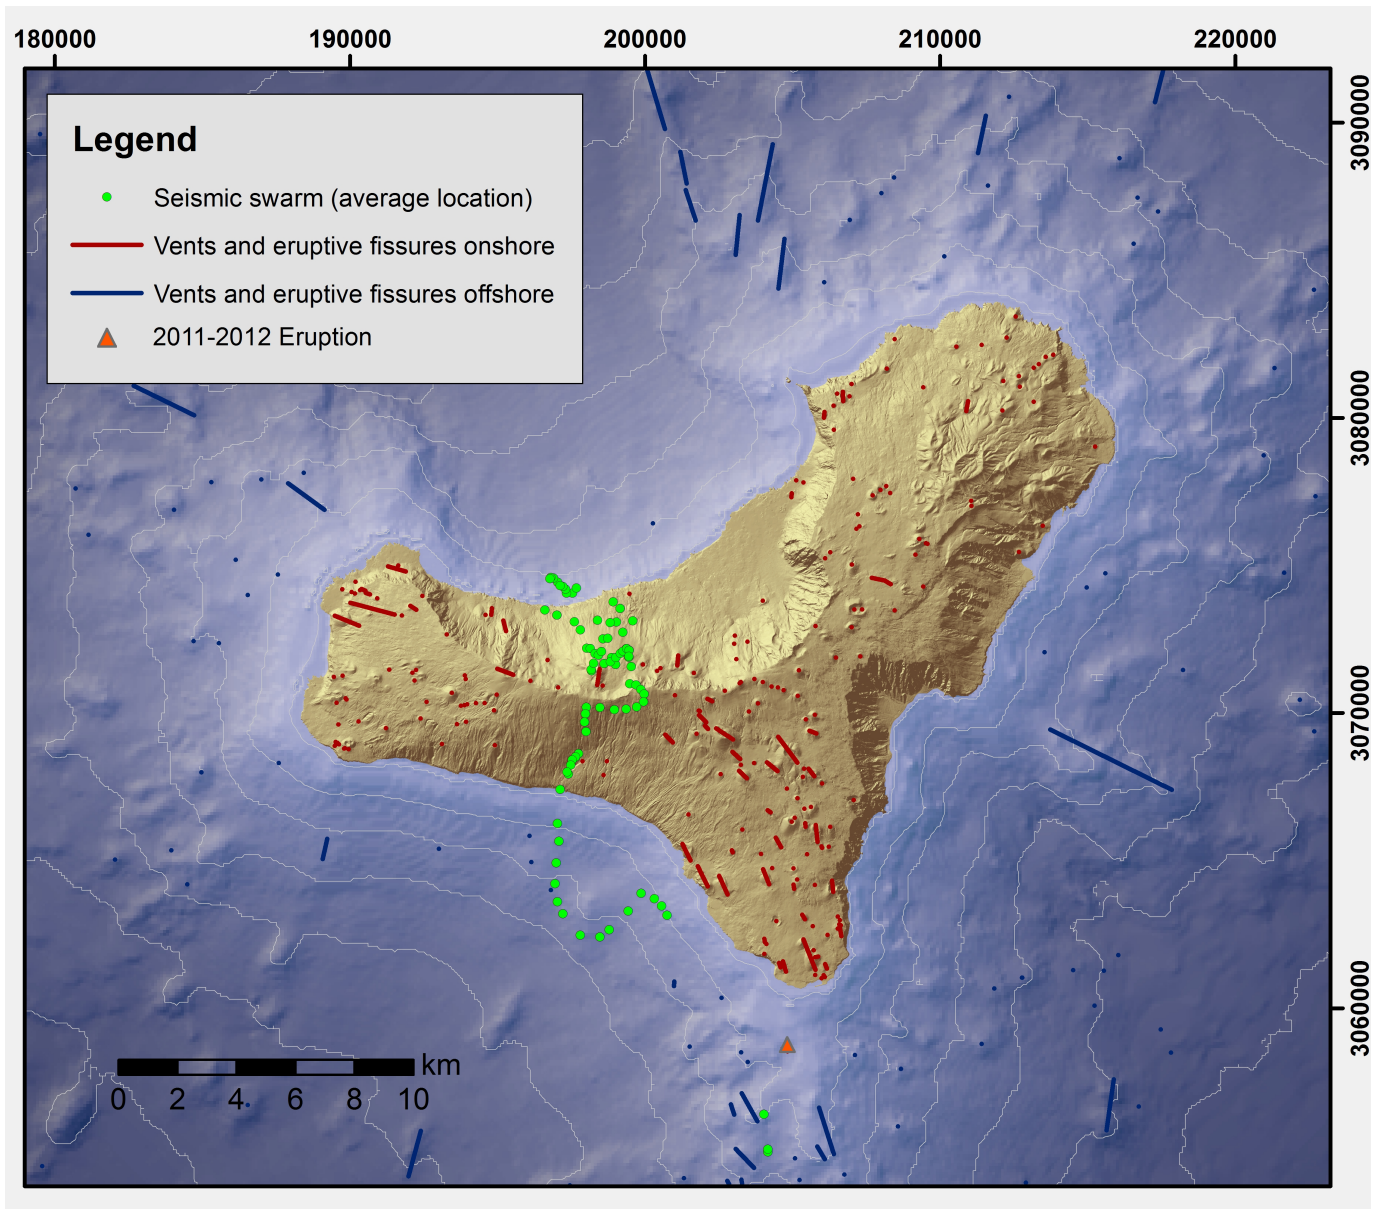 180000 190000 200000 210000 220000
Legend
Seismic swarm (average location)
Vents and eruptive fissures onshore
Vents and eruptive fissures offshore
2011-2012 Eruption
3090000
3080000
3070000
3060000
km
0 2 4 6 8 10